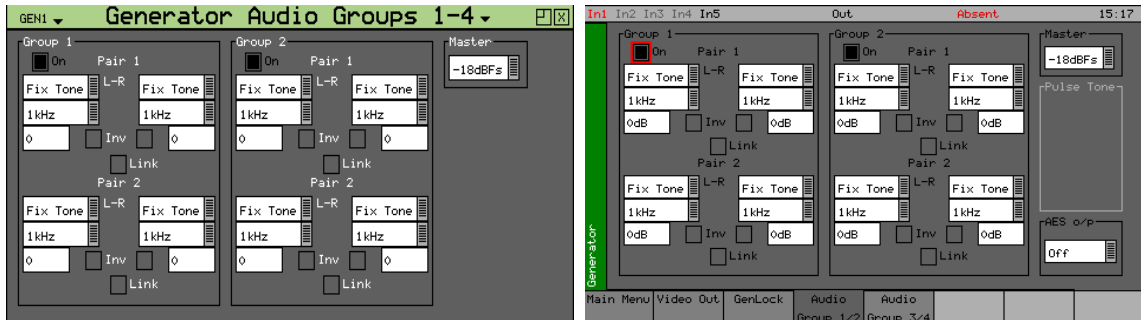 GEN1 Generator Audio Groups 1-4
Group 1 Group 2 Master
On Pair 1 On Pair 1 -18dBFs
Fix Tone L-R Fix Tone Fix Tone L-R Fix Tone
1kHz 1kHz 1kHz 1kHz
0 Inv 0 0 Inv 0
Link Link
Pair 2 Pair 2
Fix Tone L-R Fix Tone Fix Tone L-R Fix Tone
1kHz 1kHz 1kHz 1kHz
0 Inv 0 0 Inv 0
Link Link
In1 In2 In3 In4 In5 Out Absent 15:17
Group 1 Group 2 Master
On Pair 1 On Pair 1 -18dBFs
Fix Tone L-R Fix Tone Fix Tone L-R Fix Tone Pulse Tone
1kHz 1kHz 1kHz 1kHz
0dB Inv 0dB 0dB Inv 0dB
Link Link
Pair 2 Pair 2
Fix Tone L-R Fix Tone Fix Tone L-R Fix Tone
1kHz 1kHz 1kHz 1kHz AES o/p
0dB Inv 0dB 0dB Inv 0dB Off
Link Link
Generator
Main Menu Video Out GenLock Audio Audio
Group 1/2 Group 3/4